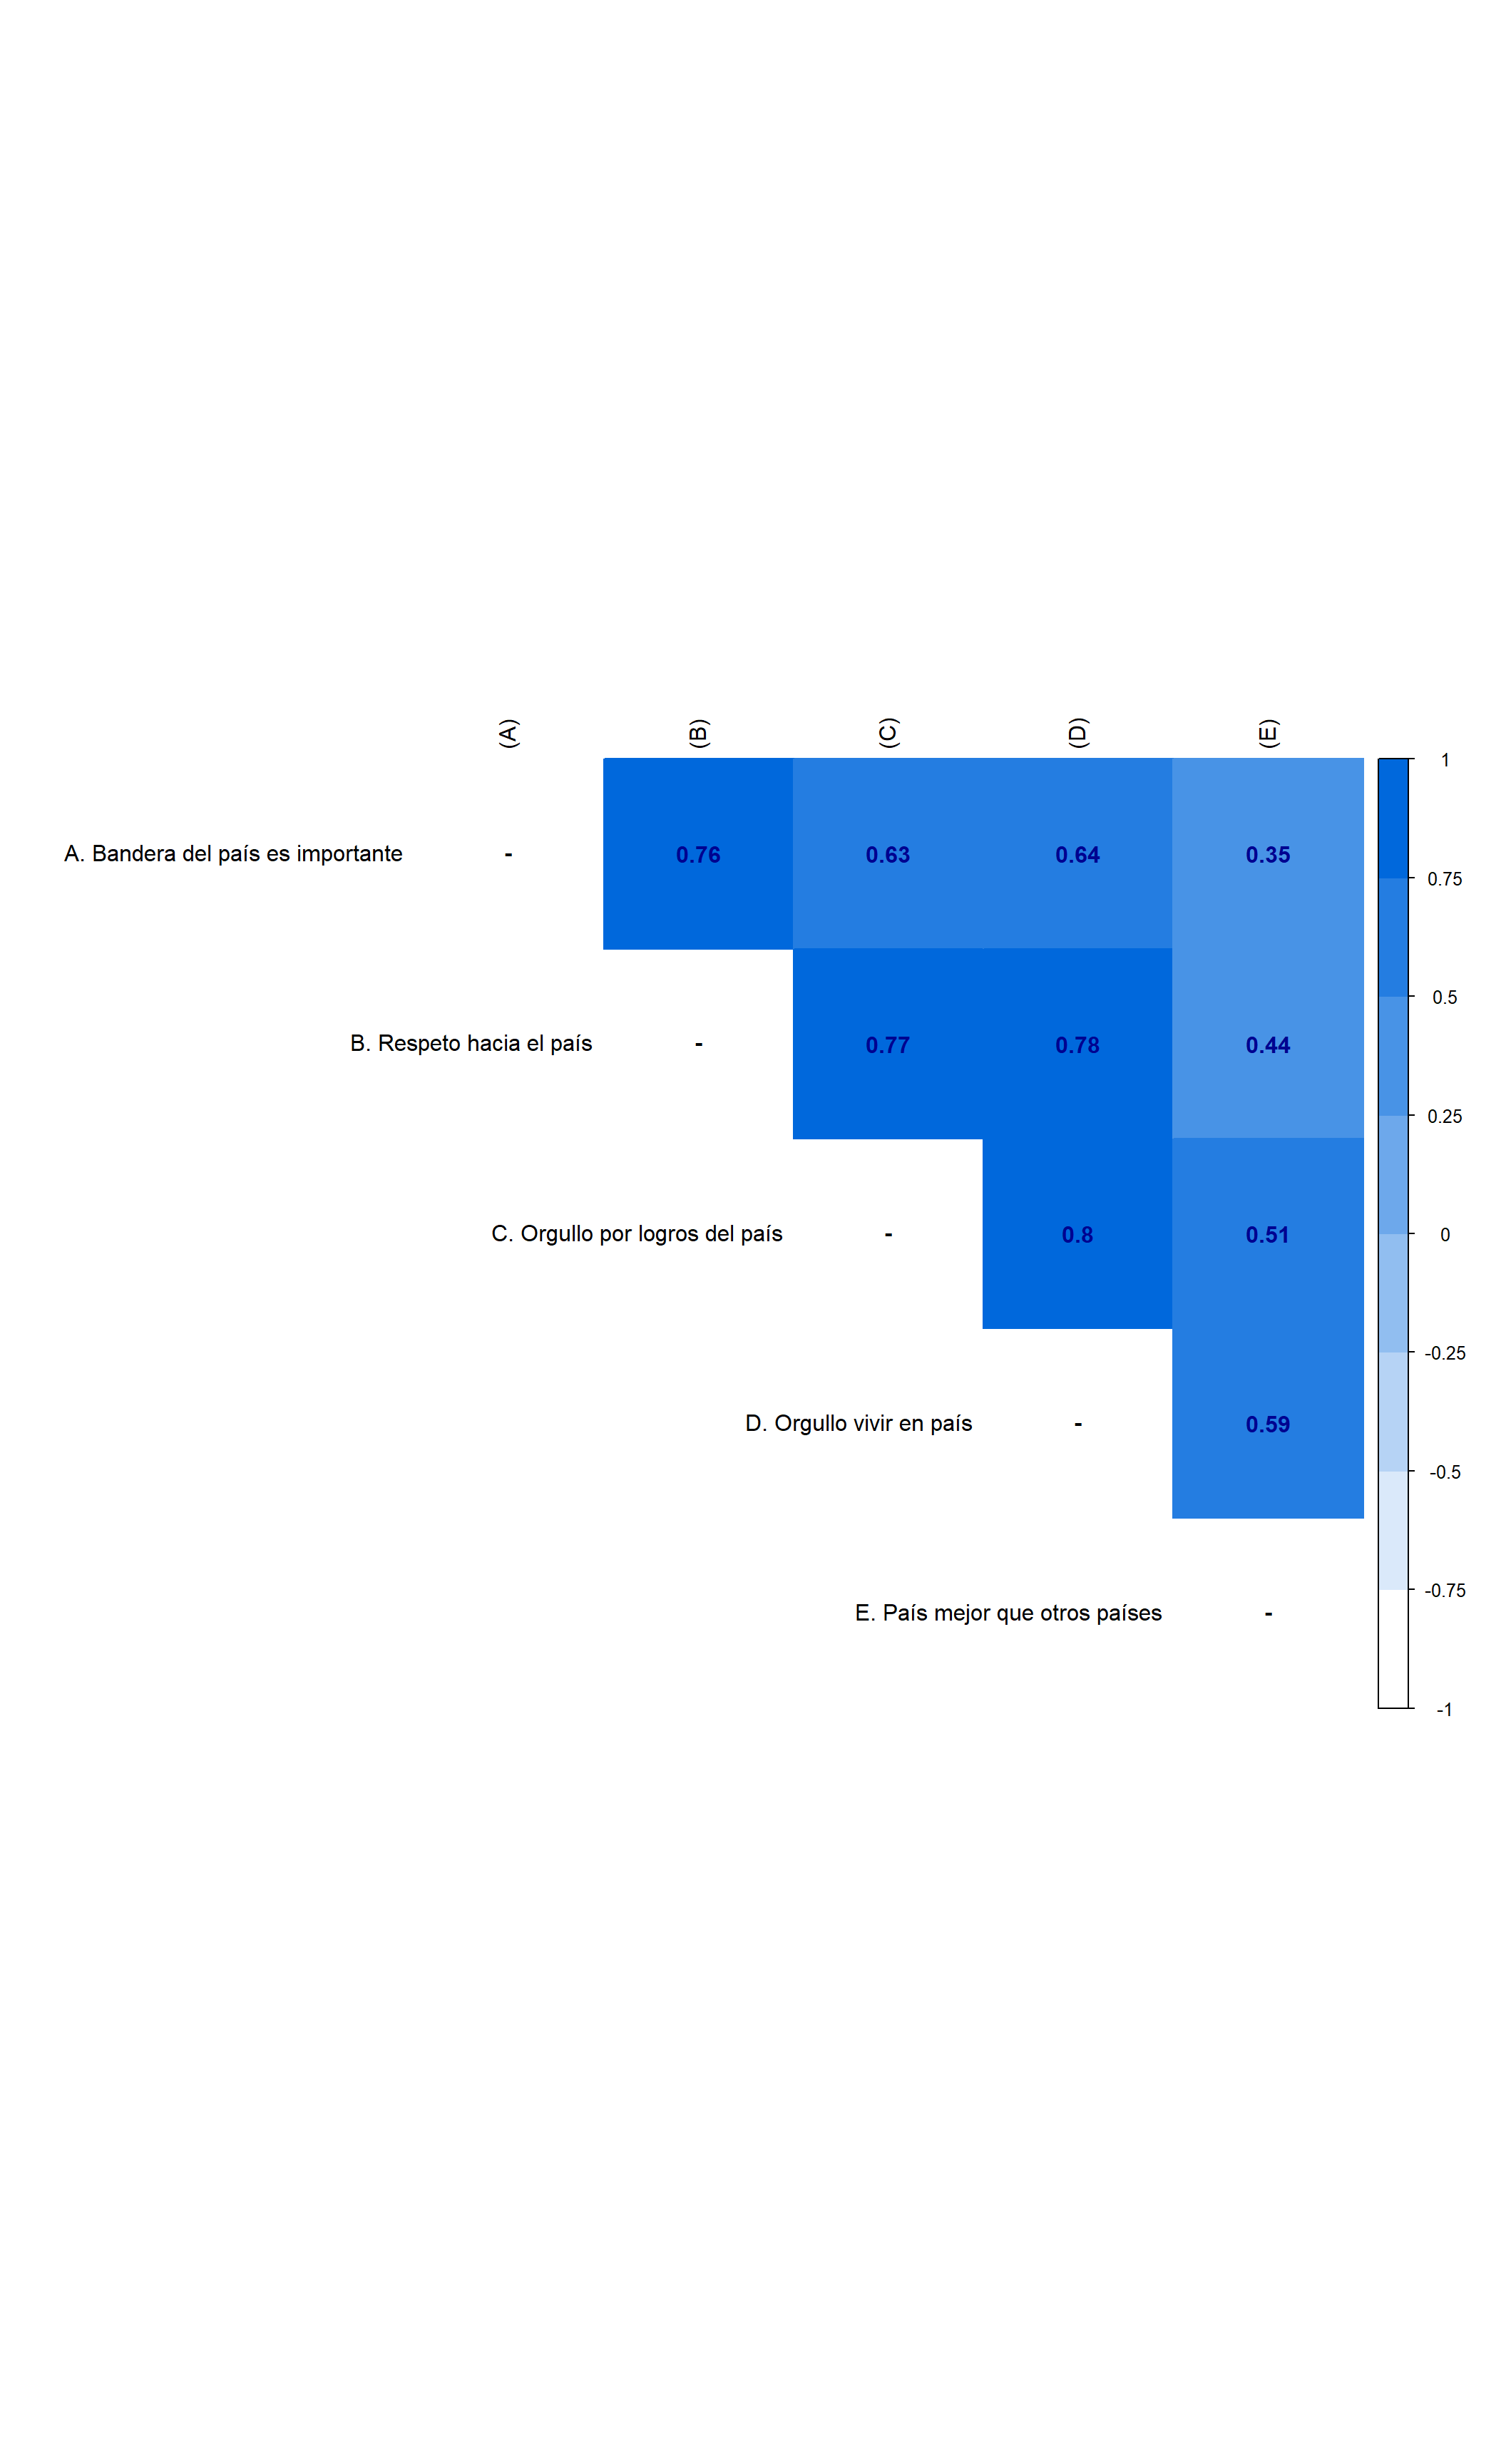 (A) (B) (C) (D) (E)
A. Bandera del país es importante - 0.76 0.63 0.64 0.35
B. Respeto hacia el país - 0.77 0.78 0.44
C. Orgullo por logros del país - 0.8 0.51
D. Orgullo vivir en país - 0.59
E. País mejor que otros países -
1
0.75
0.5
0.25
0
-0.25
-0.5
-0.75
-1